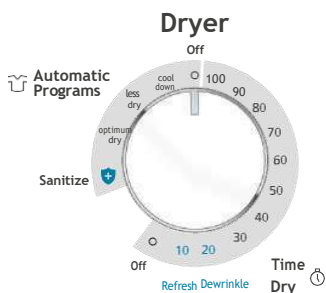 Dryer
Off
Automatic
Programs
cool
down
less
dry
optimum
dry
Sanitize
100
90
80
70
60
50
40
30
20
10
Off
Refresh Dewrinkle
Time
Dry